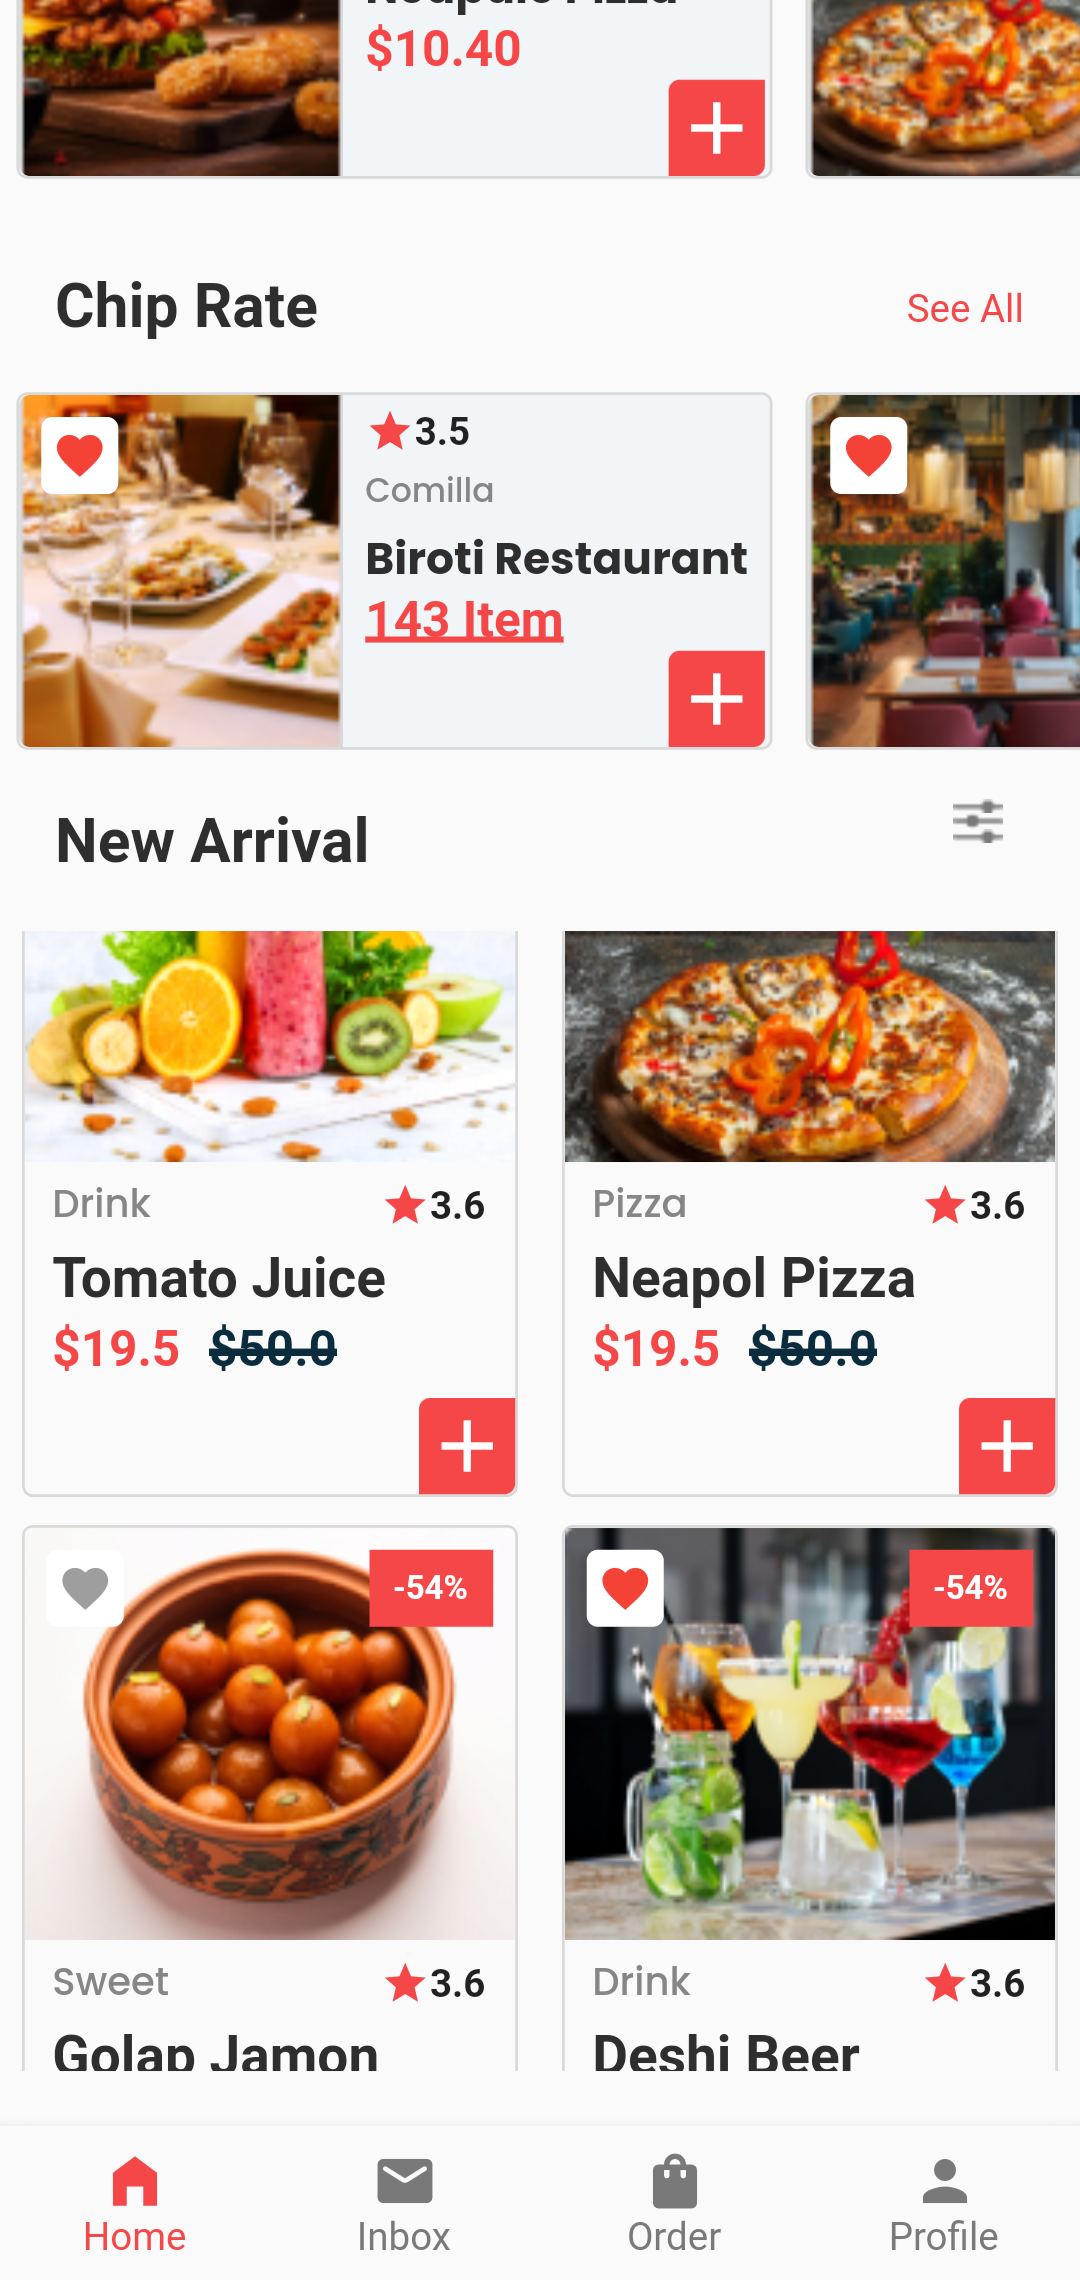 Neapule Pizza
$10.40
Chip Rate
See All
3.5
Comilla
Biroti Restaurant
143 Item
New Arrival
Drink
3.6
Tomato Juice
$19.5 $50.0
Pizza
3.6
Neapol Pizza
$19.5 $50.0
-54%
Sweet
3.6
Golap Jamon
-54%
Drink
3.6
Deshi Beer
Home
Inbox
Order
Profile